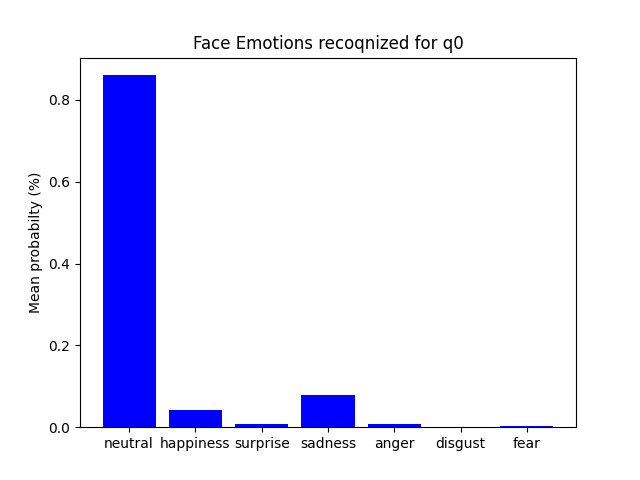 Face Emotions recoqnized for q0
Mean probabilty (%)
0.8
0.6
0.4
0.2
0.0
neutral happiness surprise sadness anger disgust fear